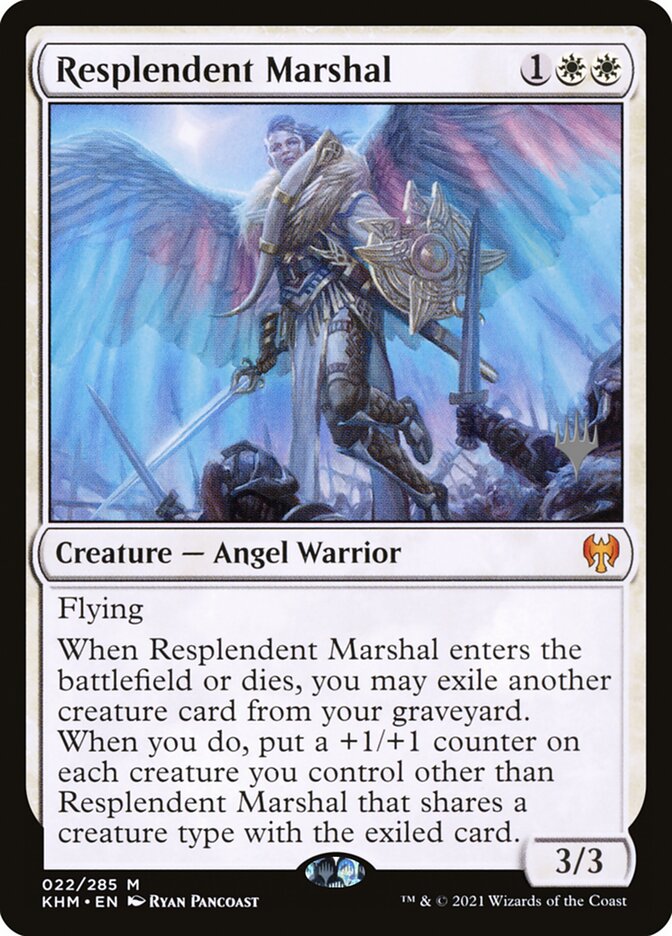 Resplendent Marshal 1
Creature — Angel Warrior
Flying
When Resplendent Marshal enters the
battlefield or dies, you may exile another
creature card from your graveyard.
When you do, put a +1/+1 counter on
each creature you control other than
Resplendent Marshal that shares a
creature type with the exiled card.
3/3
022/285 M
KHM • EN Ryan Pancoast
™ & © 2021 Wizards of the Coast